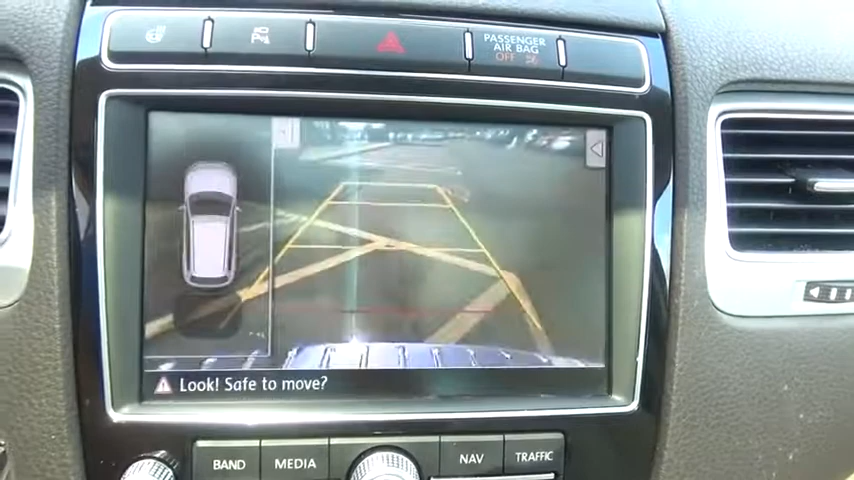 PASSENGER
AIR BAG
OFF
Look! Safe to move?
BAND
MEDIA
NAV
TRAFFIC